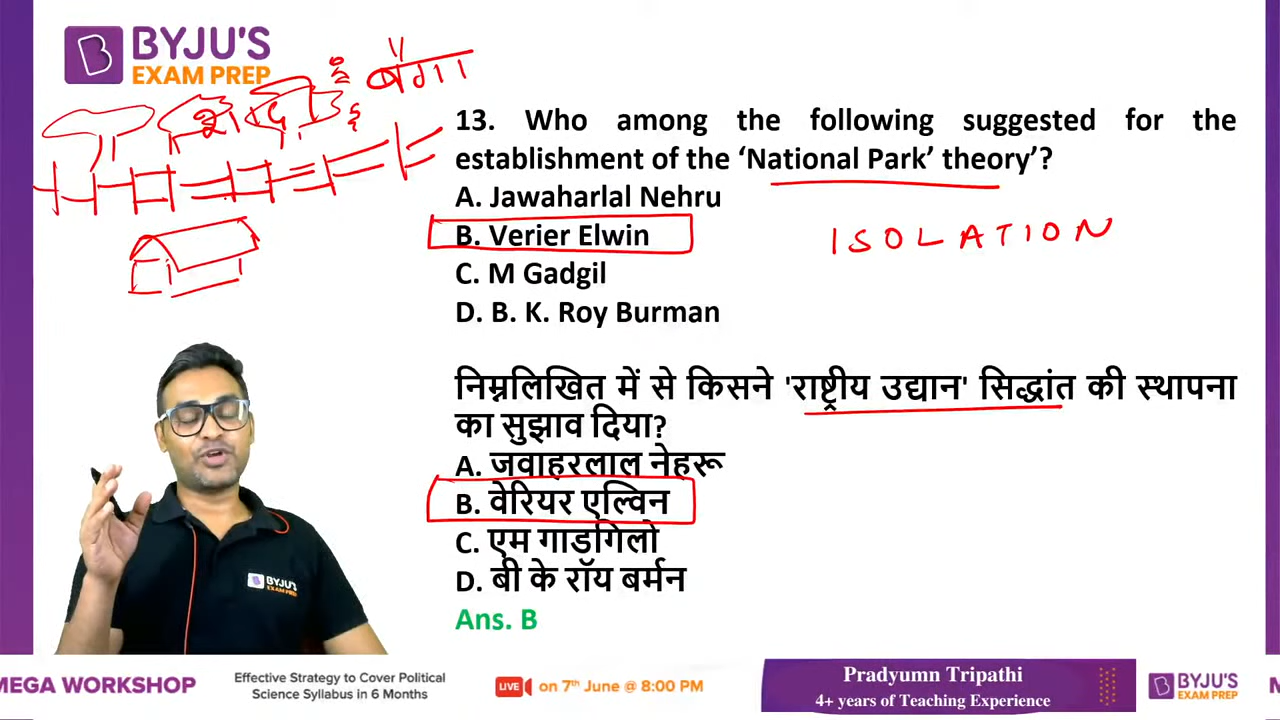 BYJU'S
EXAM PREP
13. Who among the following suggested for the
establishment of the ‘National Park’ theory’?
A. Jawaharlal Nehru
B. Verier Elwin
ISOLATION
C. M Gadgil
D. B. K. Roy Burman
निम्नलिखित में से किसने 'राष्ट्रीय उद्यान' सिद्धांत की स्थापना
का सुझाव दिया?
A. जवाहरलाल नेहरू
B. वेरियर एल्विन
C. एम गाडगिलो
D. बी के रॉय बर्मन
Ans. B
BYJU'S
EXAM PREP
MEGA WORKSHOP
Effective Strategy to Cover Political
Science Syllabus in 6 Months
LIVE on 7th June @ 8:00 PM
Pradyumn Tripathi
4+ years of Teaching Experience
BYJU'S
EXAM PREP